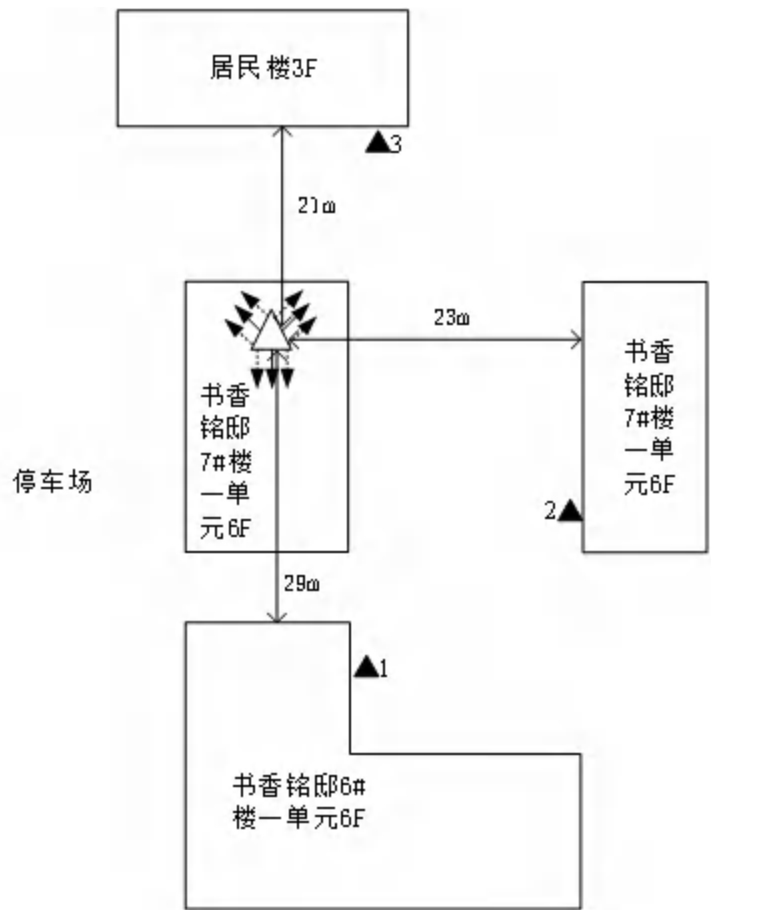 居民楼3F
▲3
21m
23m
书香
铭邸
7#楼
一单
元6F
书香
铭邸
7#楼
一单
元6F
停车场
2▲
29m
▲1
书香铭邸6#
楼一单元6F